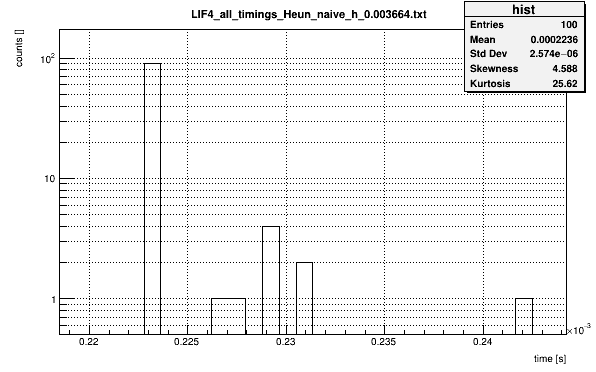 LIF4_all_timings_Heun_naive_h_0.003664.txt
hist
Entries 100
Mean 0.0002236
Std Dev 2.574e−06
Skewness 4.588
Kurtosis 25.62
counts []
10²
10
1
0.22 0.225 0.23 0.235 0.24
×10⁻³
time [s]